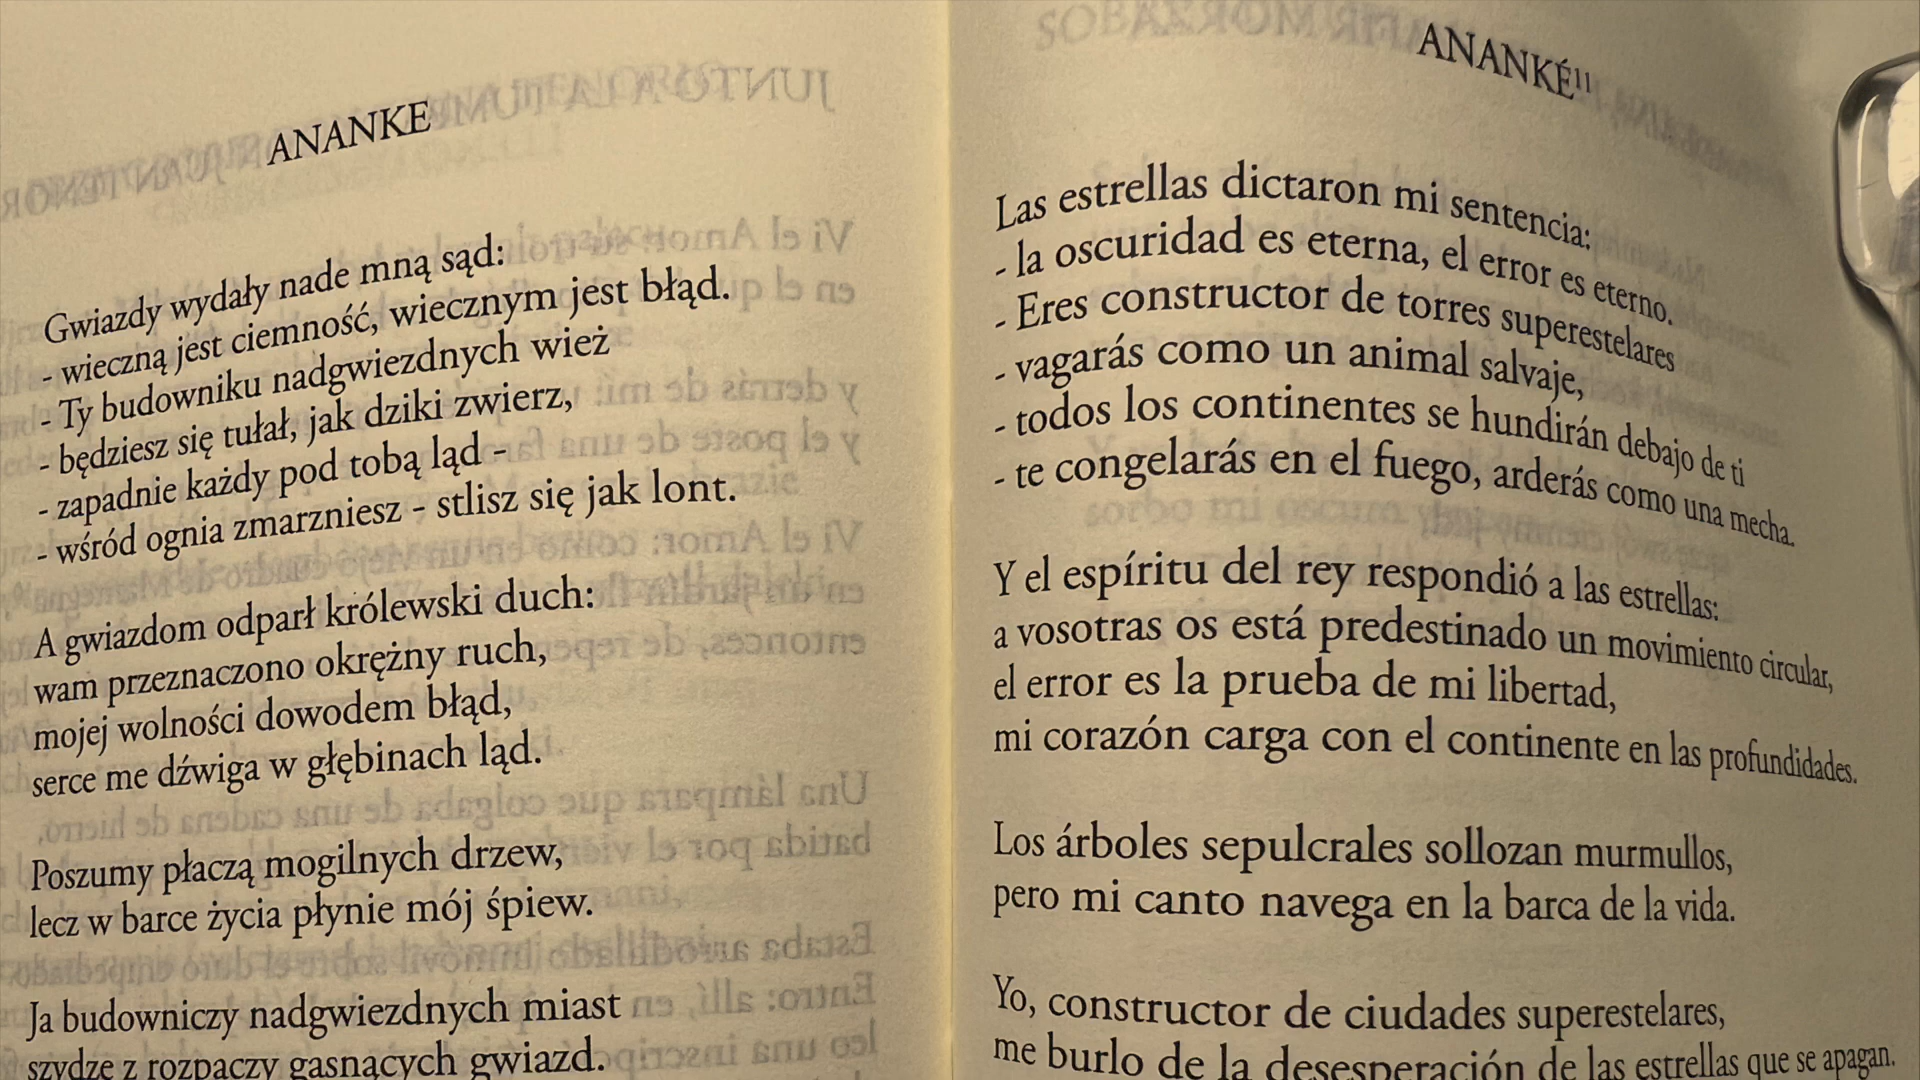 ANANKE
Gwiazdy wydały nade mną sąd:
- wieczną jest ciemność, wiecznym jest błąd.
- Ty budowniku nadgwiezdnych wież
- będziesz się tułał, jak dziki zwierz,
- zapadnie każdy pod tobą ląd -
- wśród ognia zmarzniesz - stlisz się jak lont.
A gwiazdom odparł królewski duch:
wam przeznaczono okrężny ruch,
mojej wolności dowodem błąd,
serce me dźwiga w głębinach ląd.
Poszumy płaczą mogilnych drzew,
lecz w barce życia płynie mój śpiew.
Ja budowniczy nadgwiezdnych miast
szydzę z rozpaczy gasnących gwiazd.
ANANKÉ¹¹
Las estrellas dictaron mi sentencia:
- la oscuridad es eterna, el error es eterno.
- Eres constructor de torres superestelares
- vagarás como un animal salvaje,
- todos los continentes se hundirán debajo de ti
- te congelarás en el fuego, arderás como una mecha.
Y el espíritu del rey respondió a las estrellas:
a vosotras os está predestinado un movimiento circular,
el error es la prueba de mi libertad,
mi corazón carga con el continente en las profundidades.
Los árboles sepulcrales sollozan murmullos,
pero mi canto navega en la barca de la vida.
Yo, constructor de ciudades superestelares,
me burlo de la desesperación de las estrellas que se apagan.